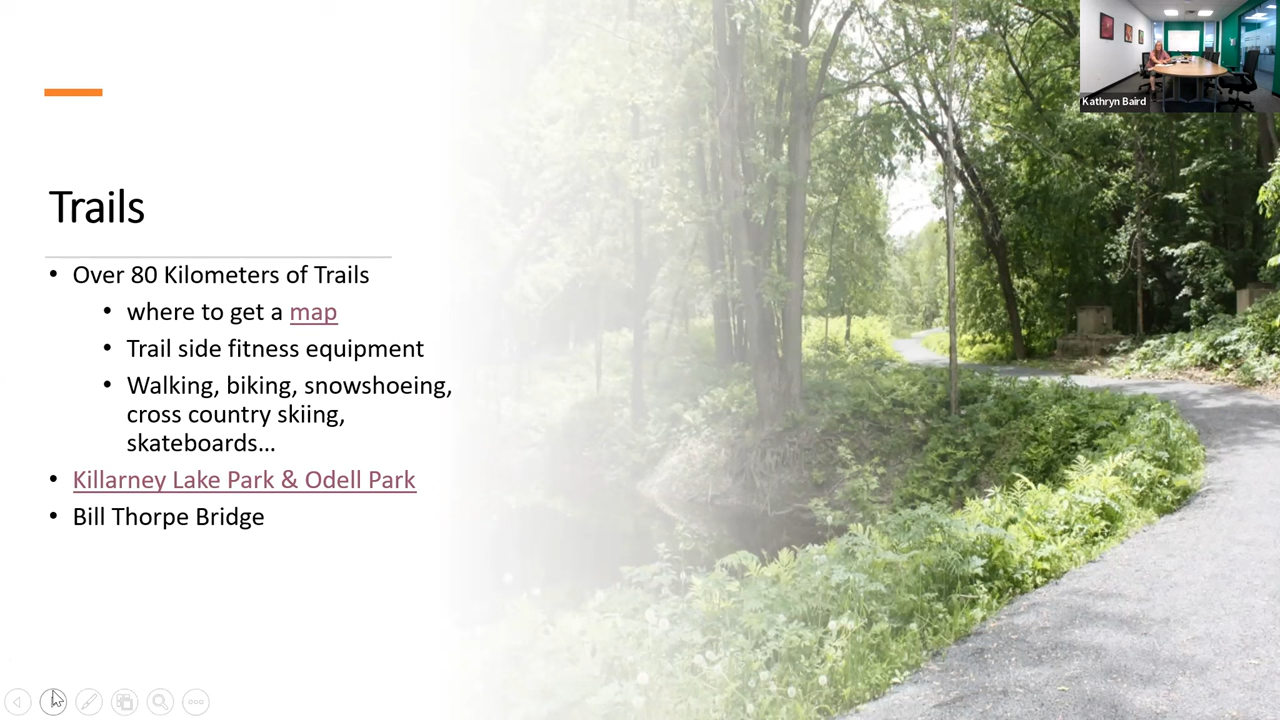 Kathryn Baird
Trails
• Over 80 Kilometers of Trails
• where to get a map
• Trail side fitness equipment
• Walking, biking, snowshoeing,
cross country skiing,
skateboards...
• Killarney Lake Park & Odell Park
• Bill Thorpe Bridge